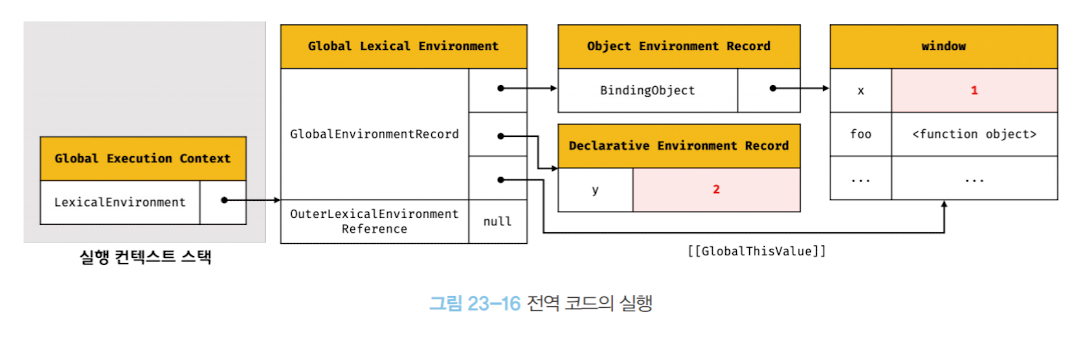 Global Execution Context
LexicalEnvironment
실행 컨텍스트 스택
Global Lexical Environment
GlobalEnvironmentRecord
OuterLexicalEnvironment
Reference
null
Object Environment Record
BindingObject
Declarative Environment Record
y
2
window
x
1
foo
<function object>
...
...
[[GlobalThisValue]]
그림 23-16 전역 코드의 실행